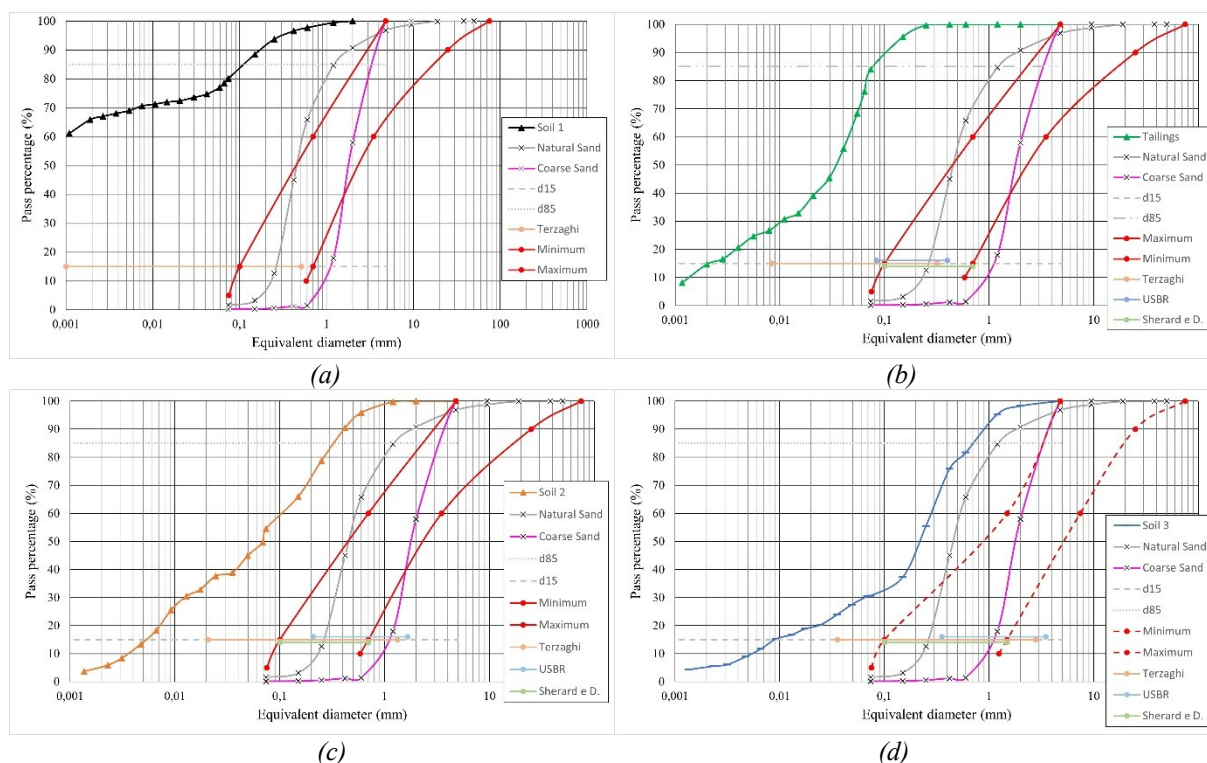 100
90
80
70
60
50
40
30
20
10
0
Pass percentage (%)
0,001 0,01 0,1 1 10 100 1000
Equivalent diameter (mm)
Soil 1
Natural Sand
Coarse Sand
d15
d85
Terzaghi
Minimum
Maximum
(a)
100
90
80
70
60
50
40
30
20
10
0
Pass percentage (%)
0,001 0,01 0,1 1 10
Equivalent diameter (mm)
Tailings
Natural Sand
Coarse Sand
d15
d85
Maximum
Minimum
Terzaghi
USBR
Sherard e D.
(b)
100
90
80
70
60
50
40
30
20
10
0
Pass percentage (%)
0,001 0,01 0,1 1 10
Equivalent diameter (mm)
Soil 2
Natural Sand
Coarse Sand
d85
d15
Minimum
Maximum
Terzaghi
USBR
Sherard e D.
(c)
100
90
80
70
60
50
40
30
20
10
0
Pass percentage (%)
0,001 0,01 0,1 1 10
Equivalent diameter (mm)
Soil 3
Natural Sand
Coarse Sand
d15
d85
Minimum
Maximum
Terzaghi
USBR
Sherard e D.
(d)